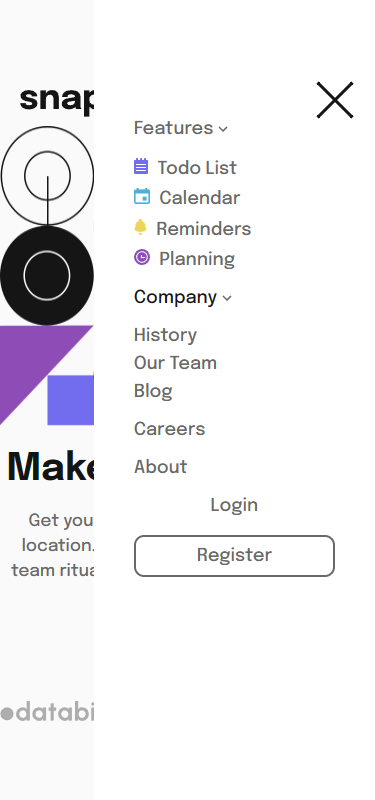 snap
Features
Todo List
Calendar
Reminders
Planning
Company
History
Our Team
Blog
Careers
About
Login
Register
Make
Get you
location.
team ritua
databi